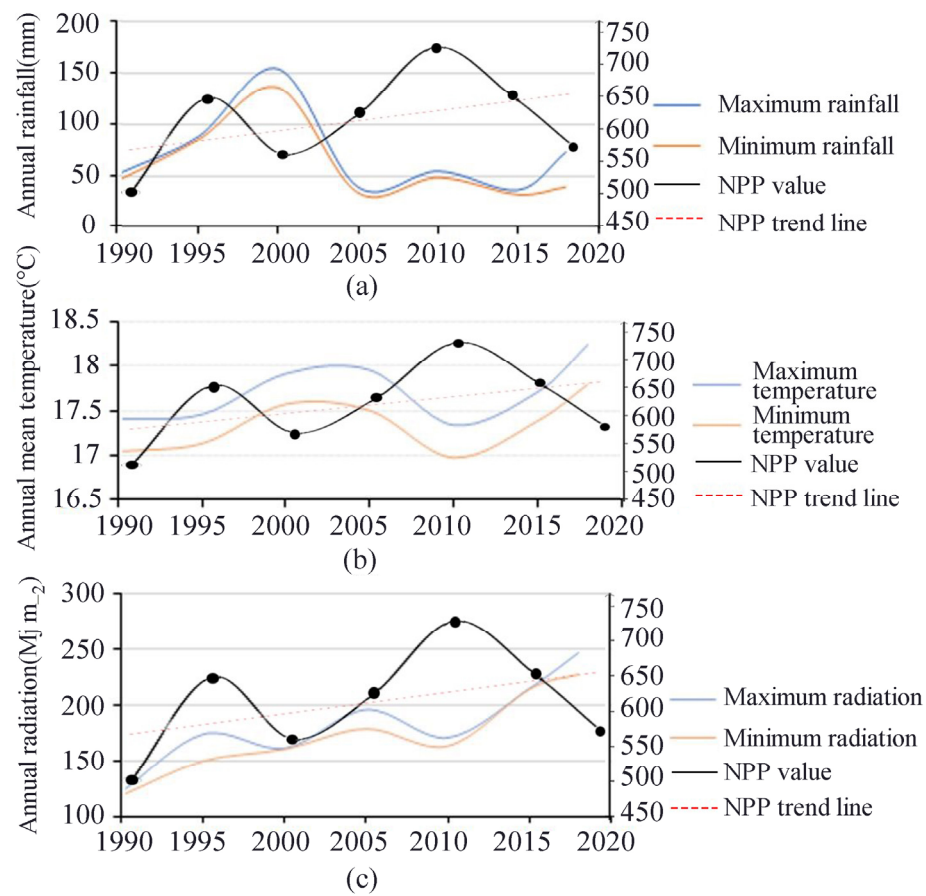 Annual rainfall(mm)
200
150
100
50
0
750
700
650
600
550
500
450
Maximum rainfall
Minimum rainfall
NPP value
NPP trend line
1990 1995 2000 2005 2010 2015 2020
(a)
Annual mean temperature(°C)
18.5
18
17.5
17
16.5
750
700
650
600
550
500
450
Maximum
temperature
Minimum
temperature
NPP value
NPP trend line
1990 1995 2000 2005 2010 2015 2020
(b)
Annual radiation(Mj m_2)
300
250
200
150
100
750
700
650
600
550
500
450
Maximum radiation
Minimum radiation
NPP value
NPP trend line
1990 1995 2000 2005 2010 2015 2020
(c)